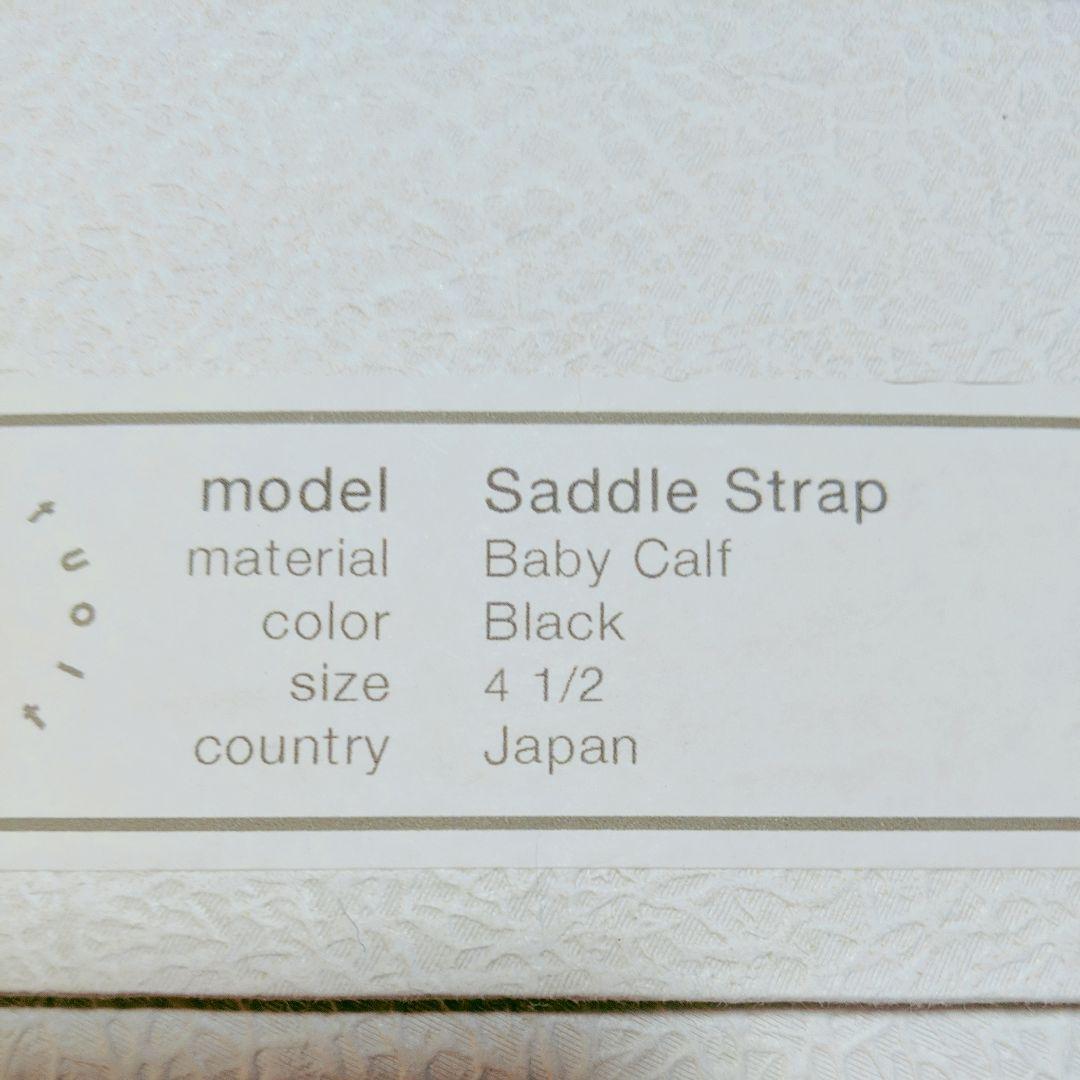 model Saddle Strap
material Baby Calf
color Black
size 4 1/2
country Japan